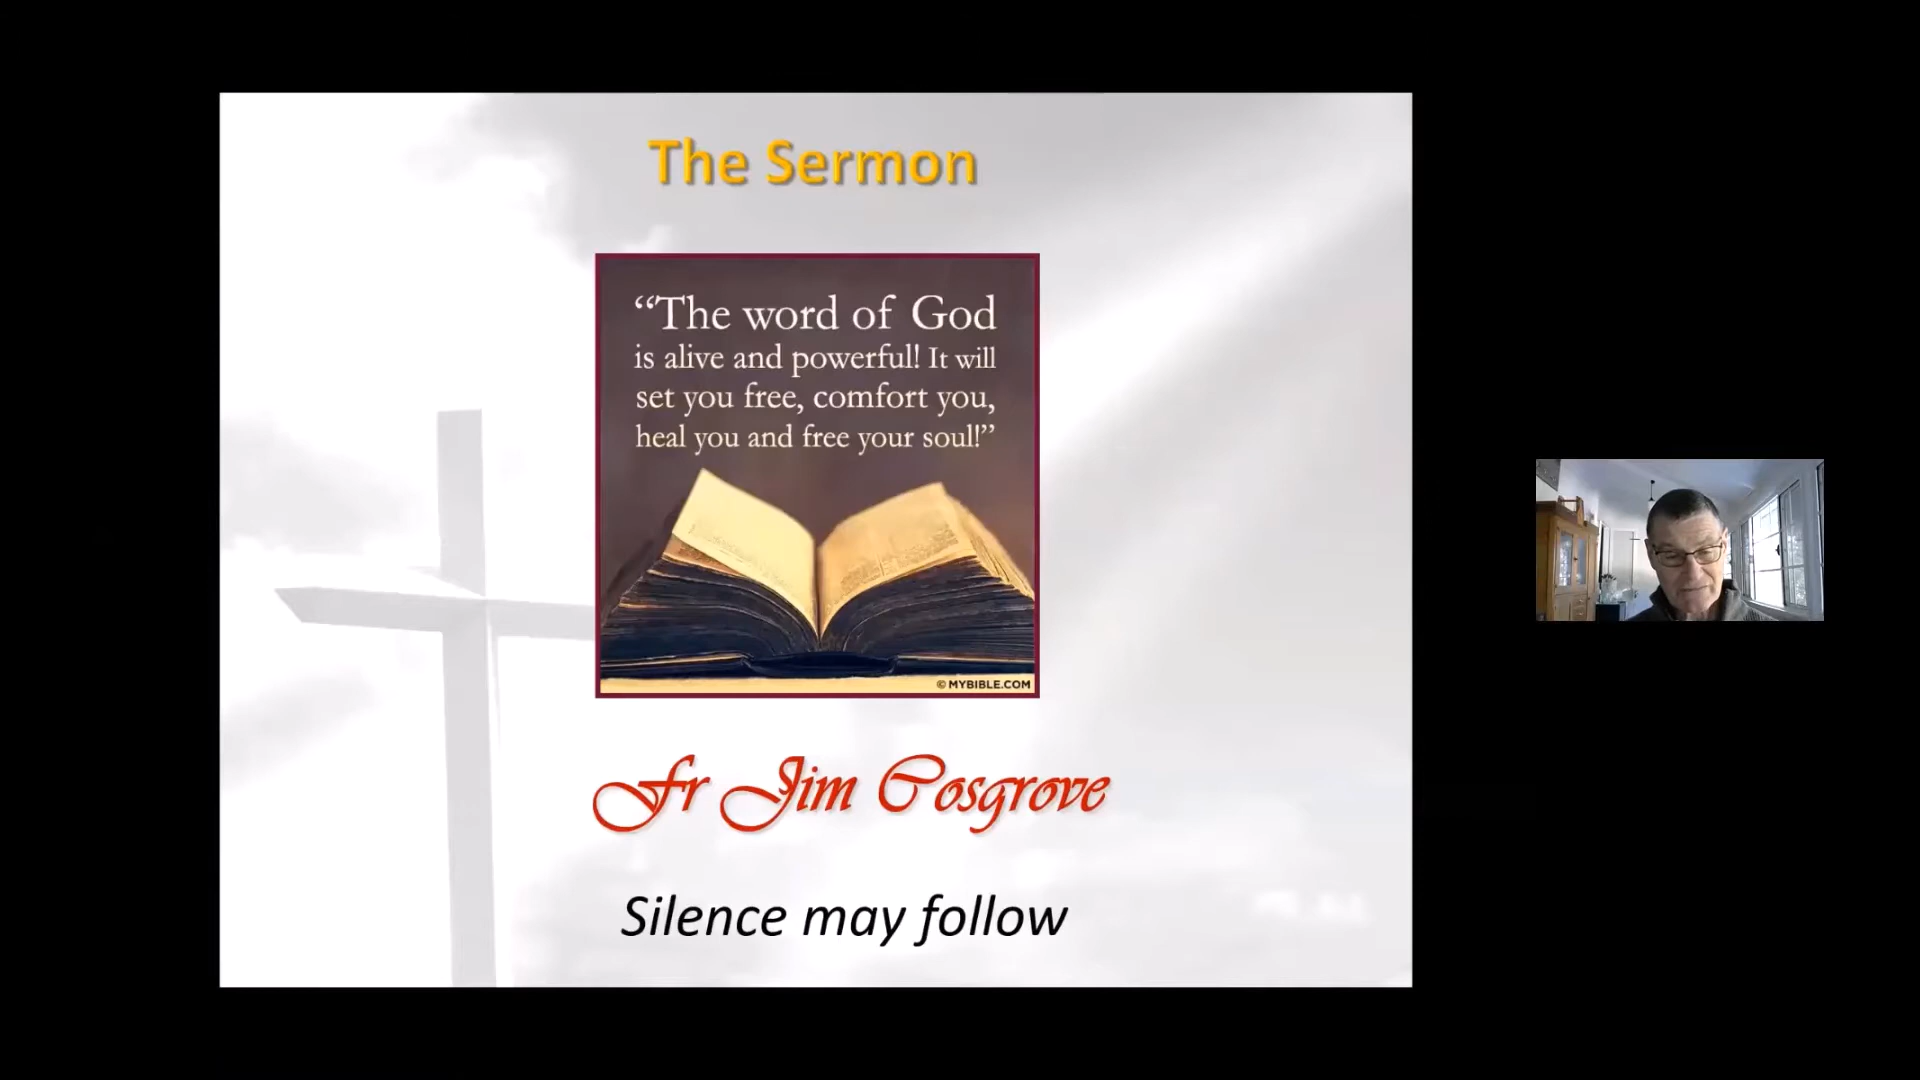 The Sermon
“The word of God
is alive and powerful! It will
set you free, comfort you,
heal you and free your soul!”
© MYBIBLE.COM
Fr Jim Cosgrove
Silence may follow